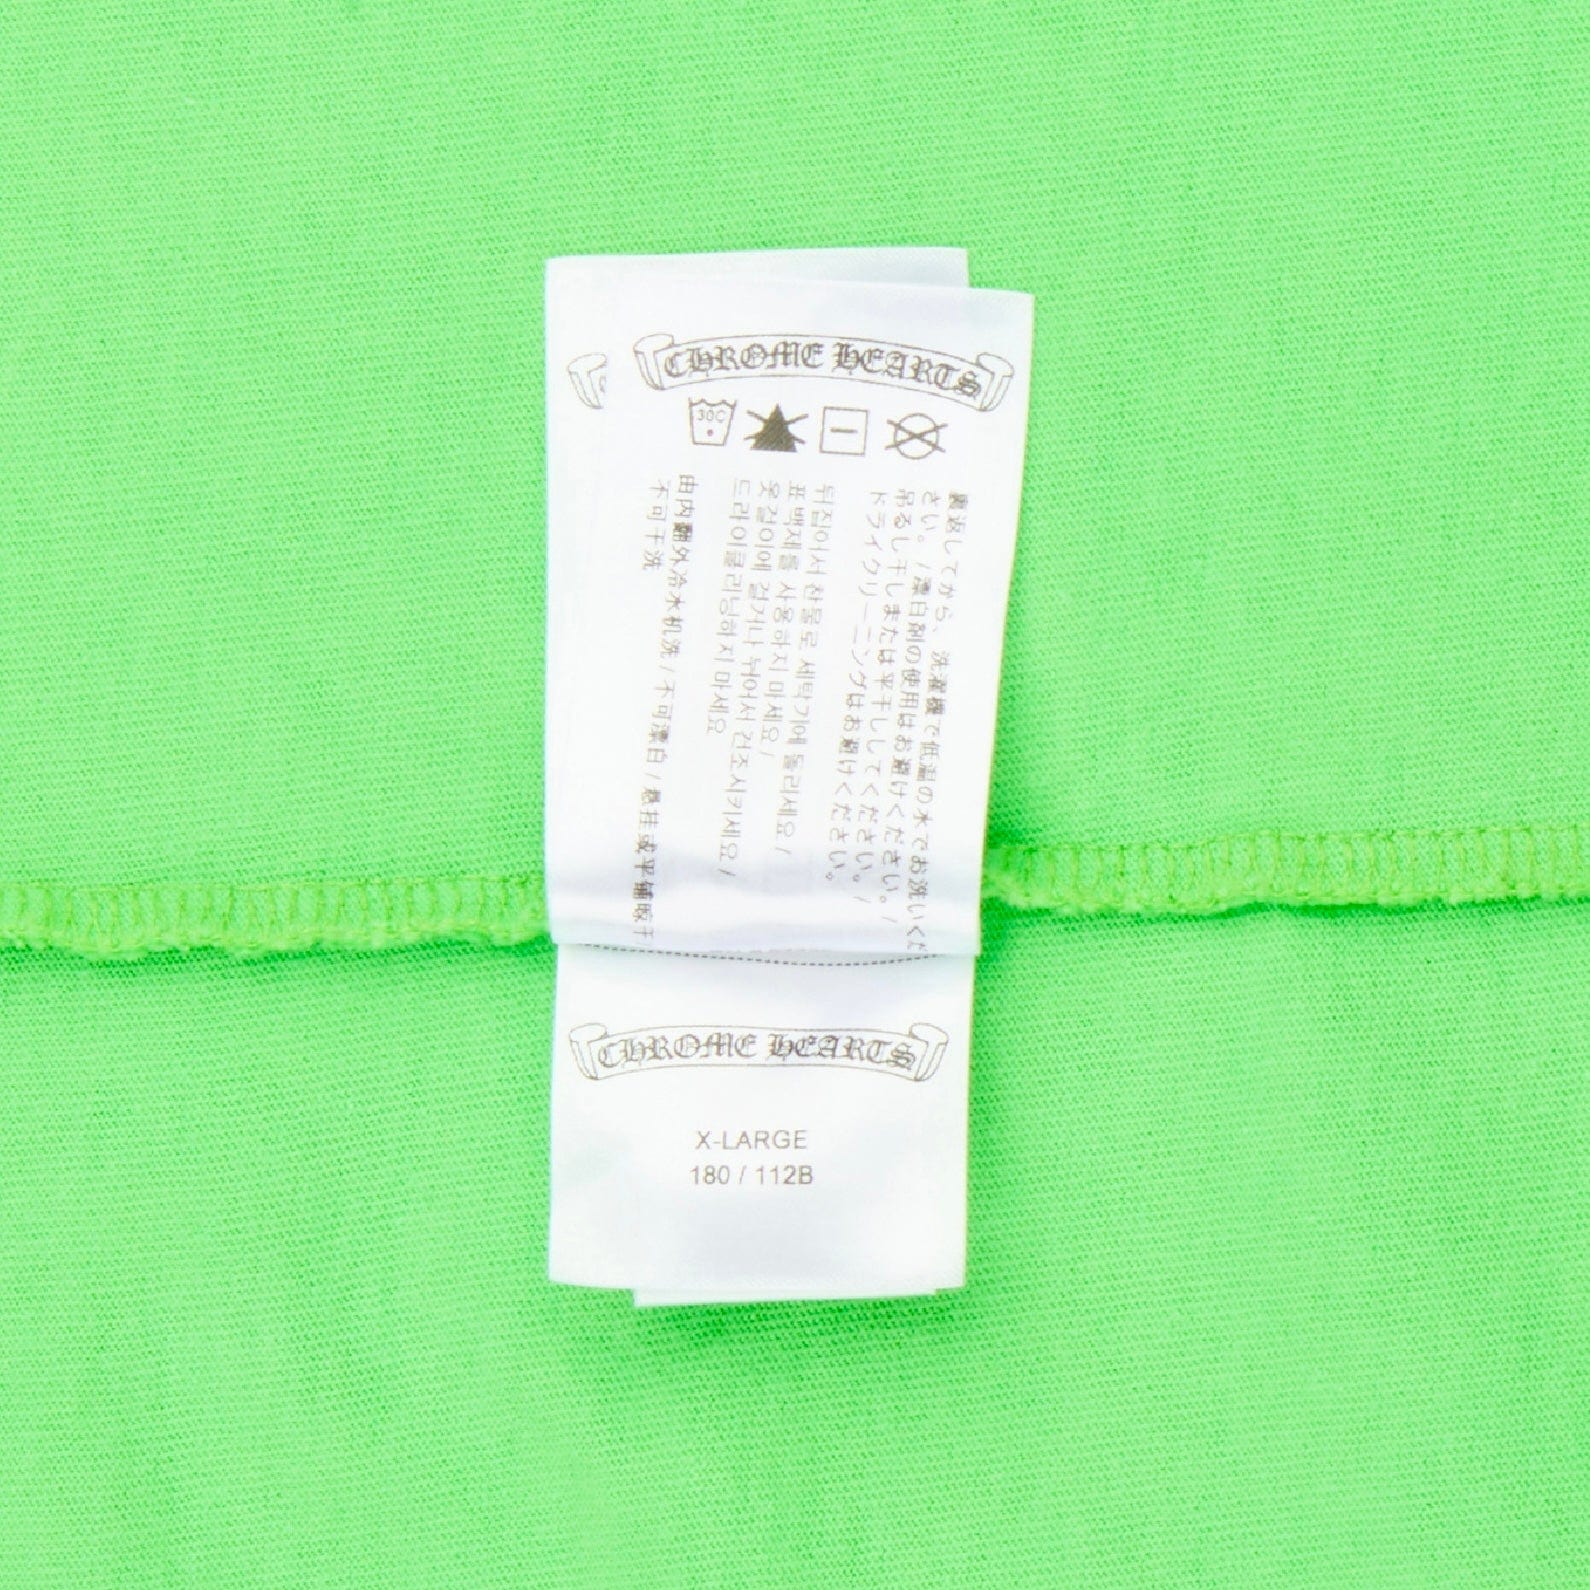 CHROME HEARTS
30C
裏返してから、洗濯機で低温の水でお洗いくだ
さい。/漂白剤の使用はお避けください。/
吊るし干しまたは平干ししてください。/
ドライクリーニングはお避けください。
뒤집어서 찬물로 세탁기에 돌리세요 /
표백제를 사용하지 마세요 /
옷걸이에 걸거나 뉘어서 건조시키세요 /
드라이클리닝하지 마세요
由内翻外冷水机洗 / 不可漂白 / 悬挂或平铺晾干
不可干洗
CHROME HEARTS
X-LARGE
180 / 112B